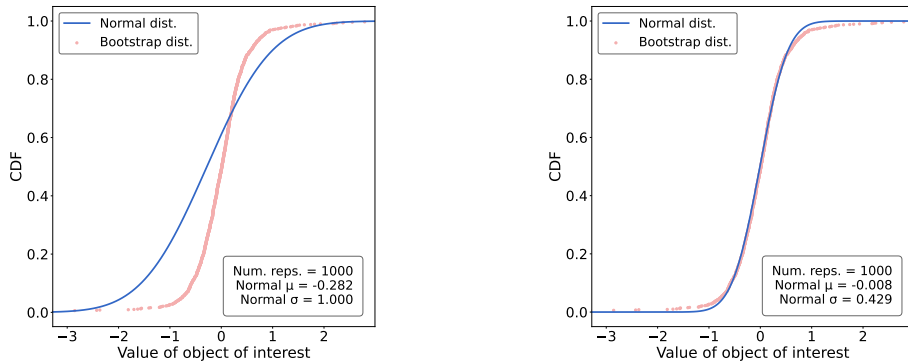 Normal dist.
Bootstrap dist.
1.0
0.8
0.6
0.4
0.2
0.0
CDF
Num. reps. = 1000
Normal μ = -0.282
Normal σ = 1.000
−3 −2 −1 0 1 2
Value of object of interest
Normal dist.
Bootstrap dist.
1.0
0.8
0.6
0.4
0.2
0.0
CDF
Num. reps. = 1000
Normal μ = -0.008
Normal σ = 0.429
−3 −2 −1 0 1 2
Value of object of interest